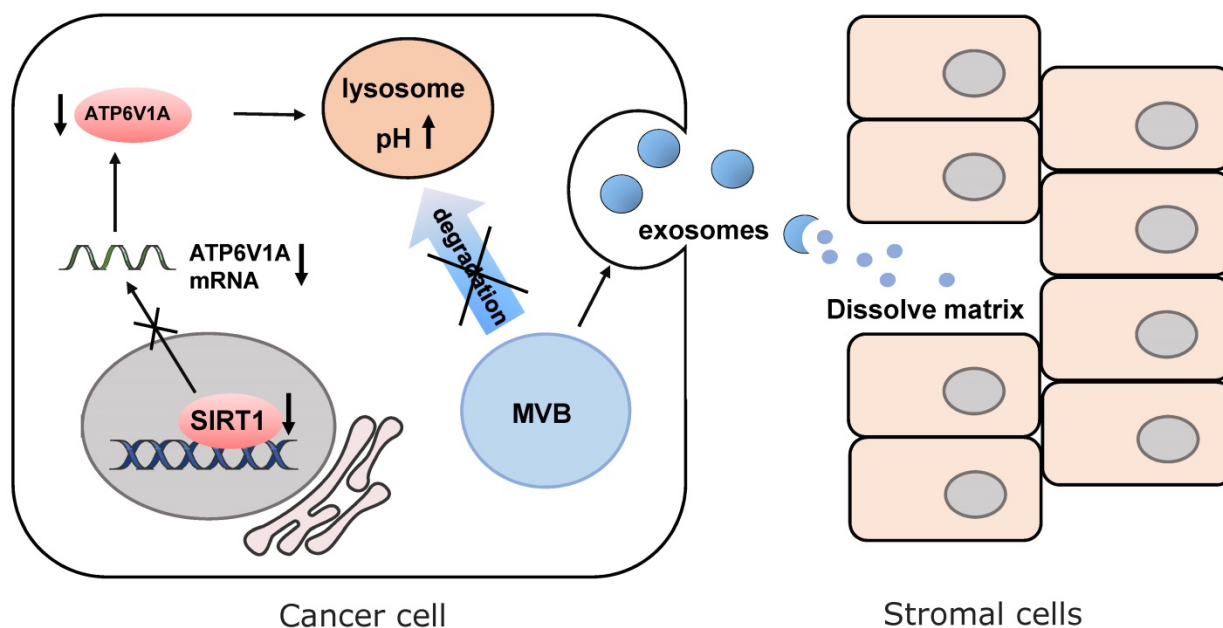 ATP6V1A
lysosome
pH
degradation
exosomes
ATP6V1A
mRNA
Dissolve matrix
SIRT1
MVB
Cancer cell
Stromal cells